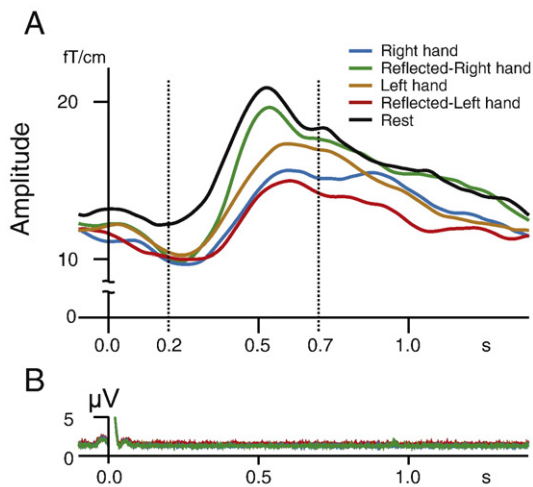 A
fT/cm
Right hand
Reflected-Right hand
Left hand
Reflected-Left hand
Rest
20
Amplitude
10
0
0.0 0.2 0.5 0.7 1.0 s
B
μV
5
0
0.0 0.5 1.0 s